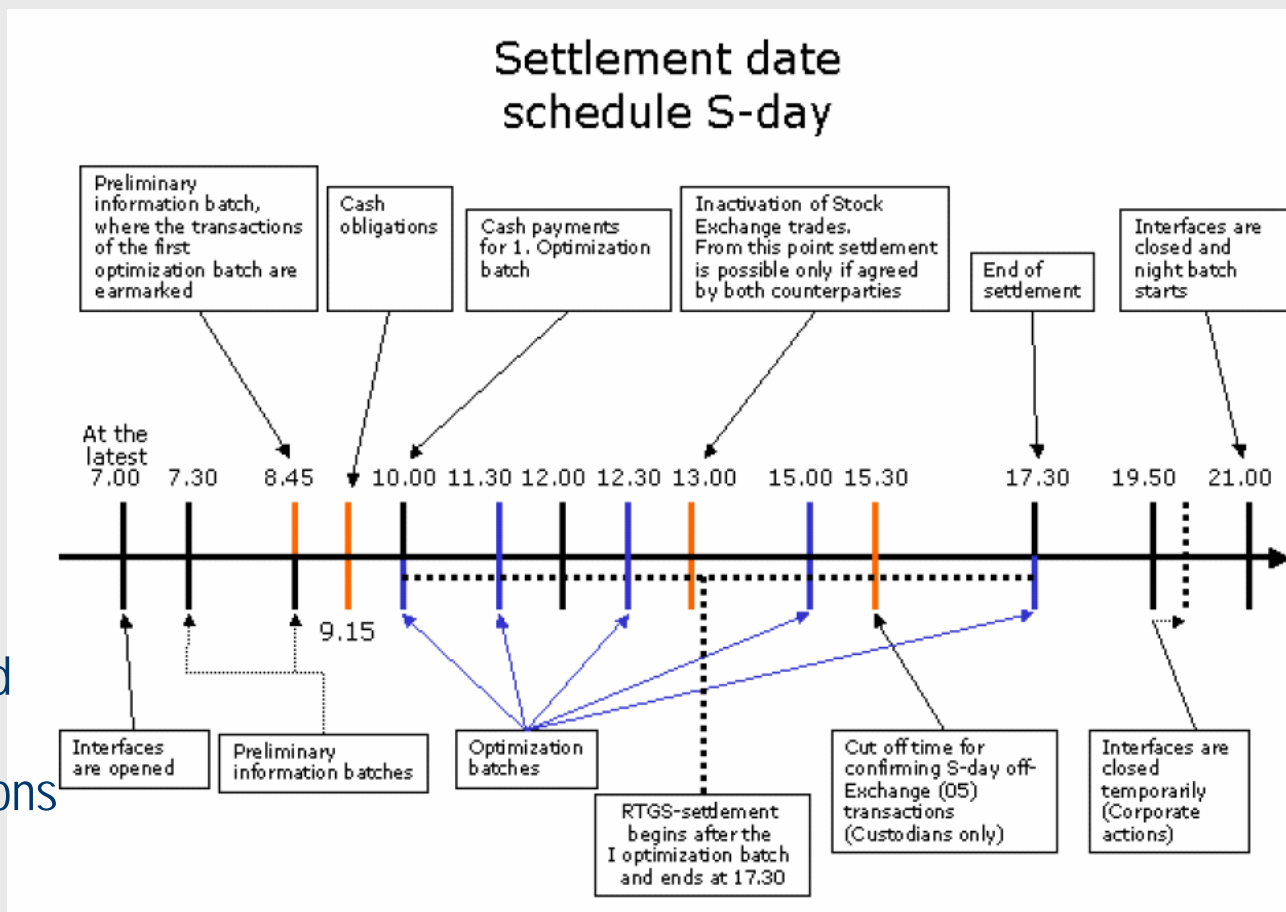 Settlement date
schedule S-day
Preliminary
information batch,
where the transactions
of the first
optimization batch are
earmarked
Cash
obligations
Cash payments
for 1. Optimization
batch
Inactivation of Stock
Exchange trades.
From this point settlement
is possible only if agreed
by both counterparties
End of
settlement
Interfaces are
closed and
night batch
starts
At the
latest
7.00 7.30 8.45 10.00 11.30 12.00 12.30 13.00 15.00 15.30 17.30 19.50 21.00
9.15
d
ons
Interfaces
are opened
Preliminary
information batches
Optimization
batches
RTGS-settlement
begins after the
I optimization batch
and ends at 17.30
Cut off time for
confirming S-day off-
Exchange (05)
transactions
(Custodians only)
Interfaces are
closed
temporarily
(Corporate
actions)